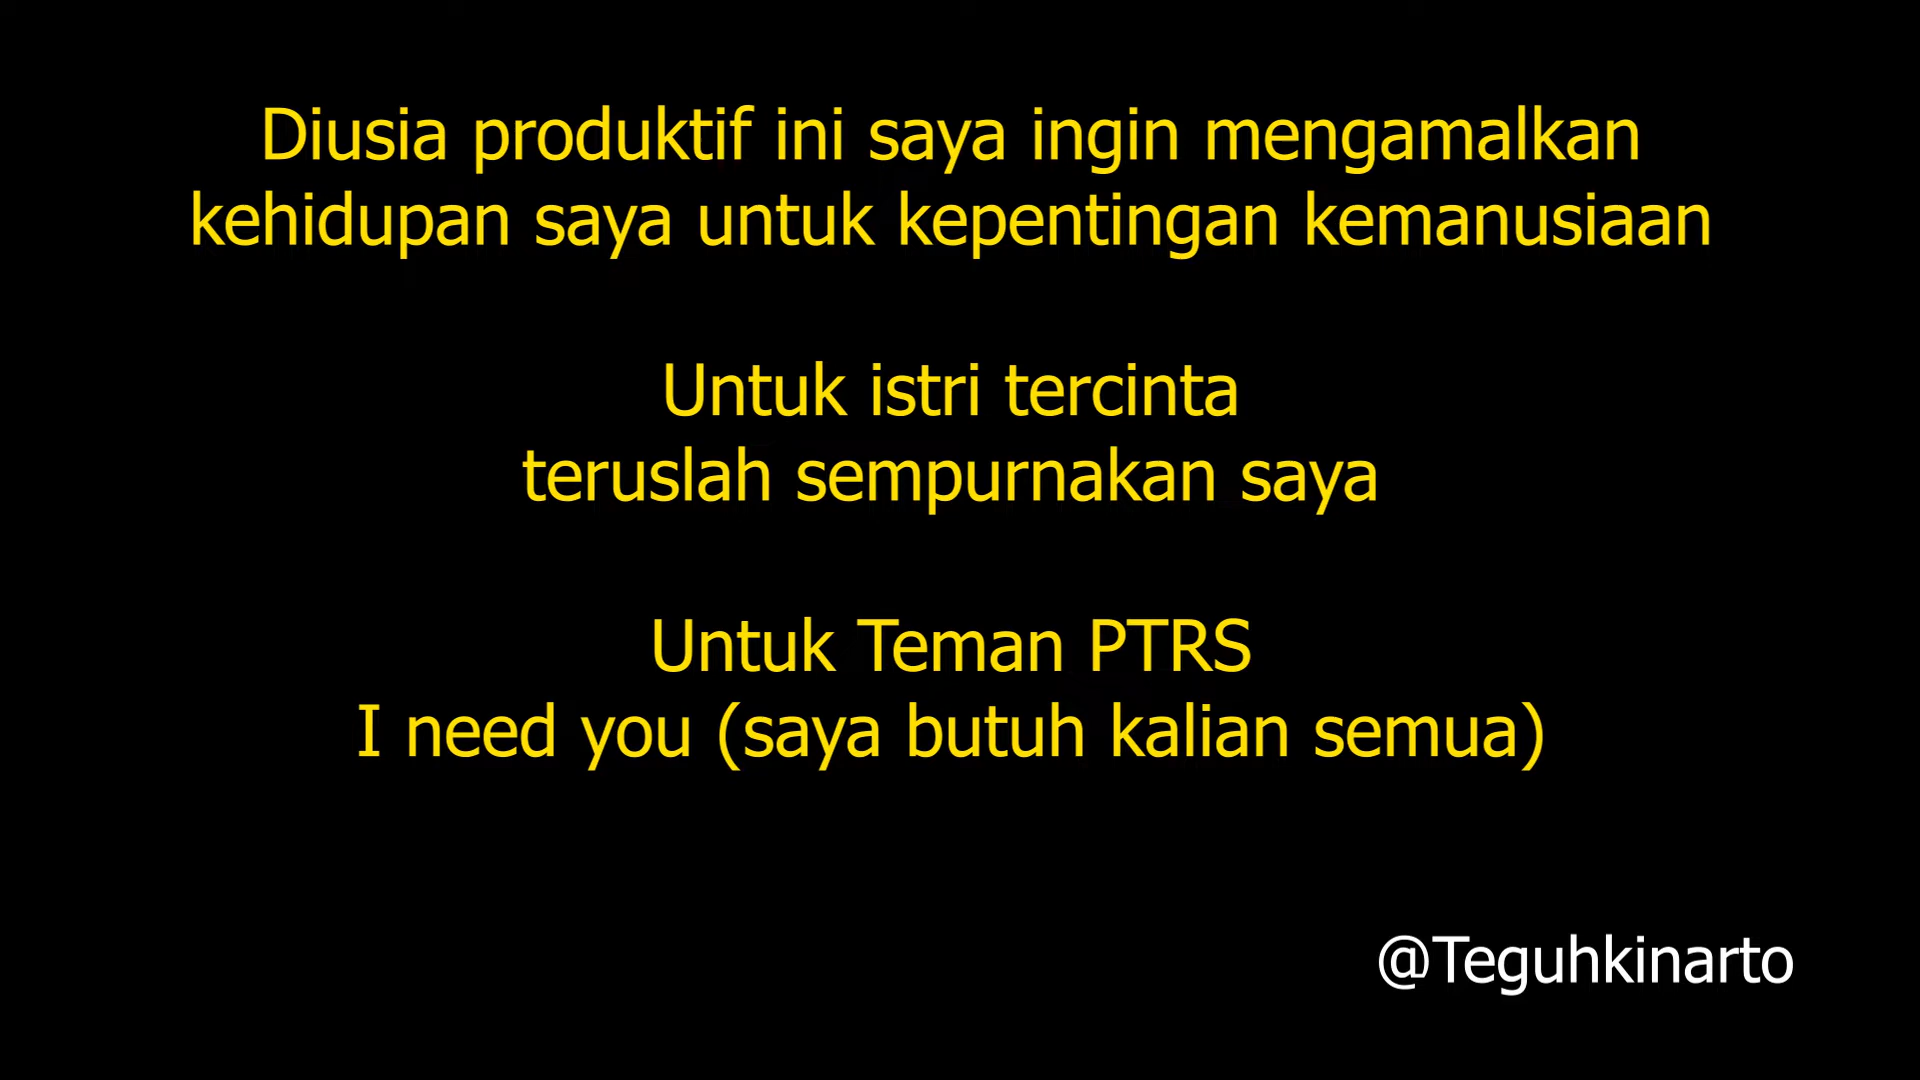 Diusia produktif ini saya ingin mengamalkan
kehidupan saya untuk kepentingan kemanusiaan
Untuk istri tercinta
teruslah sempurnakan saya
Untuk Teman PTRS
I need you (saya butuh kalian semua)
@Teguhkinarto